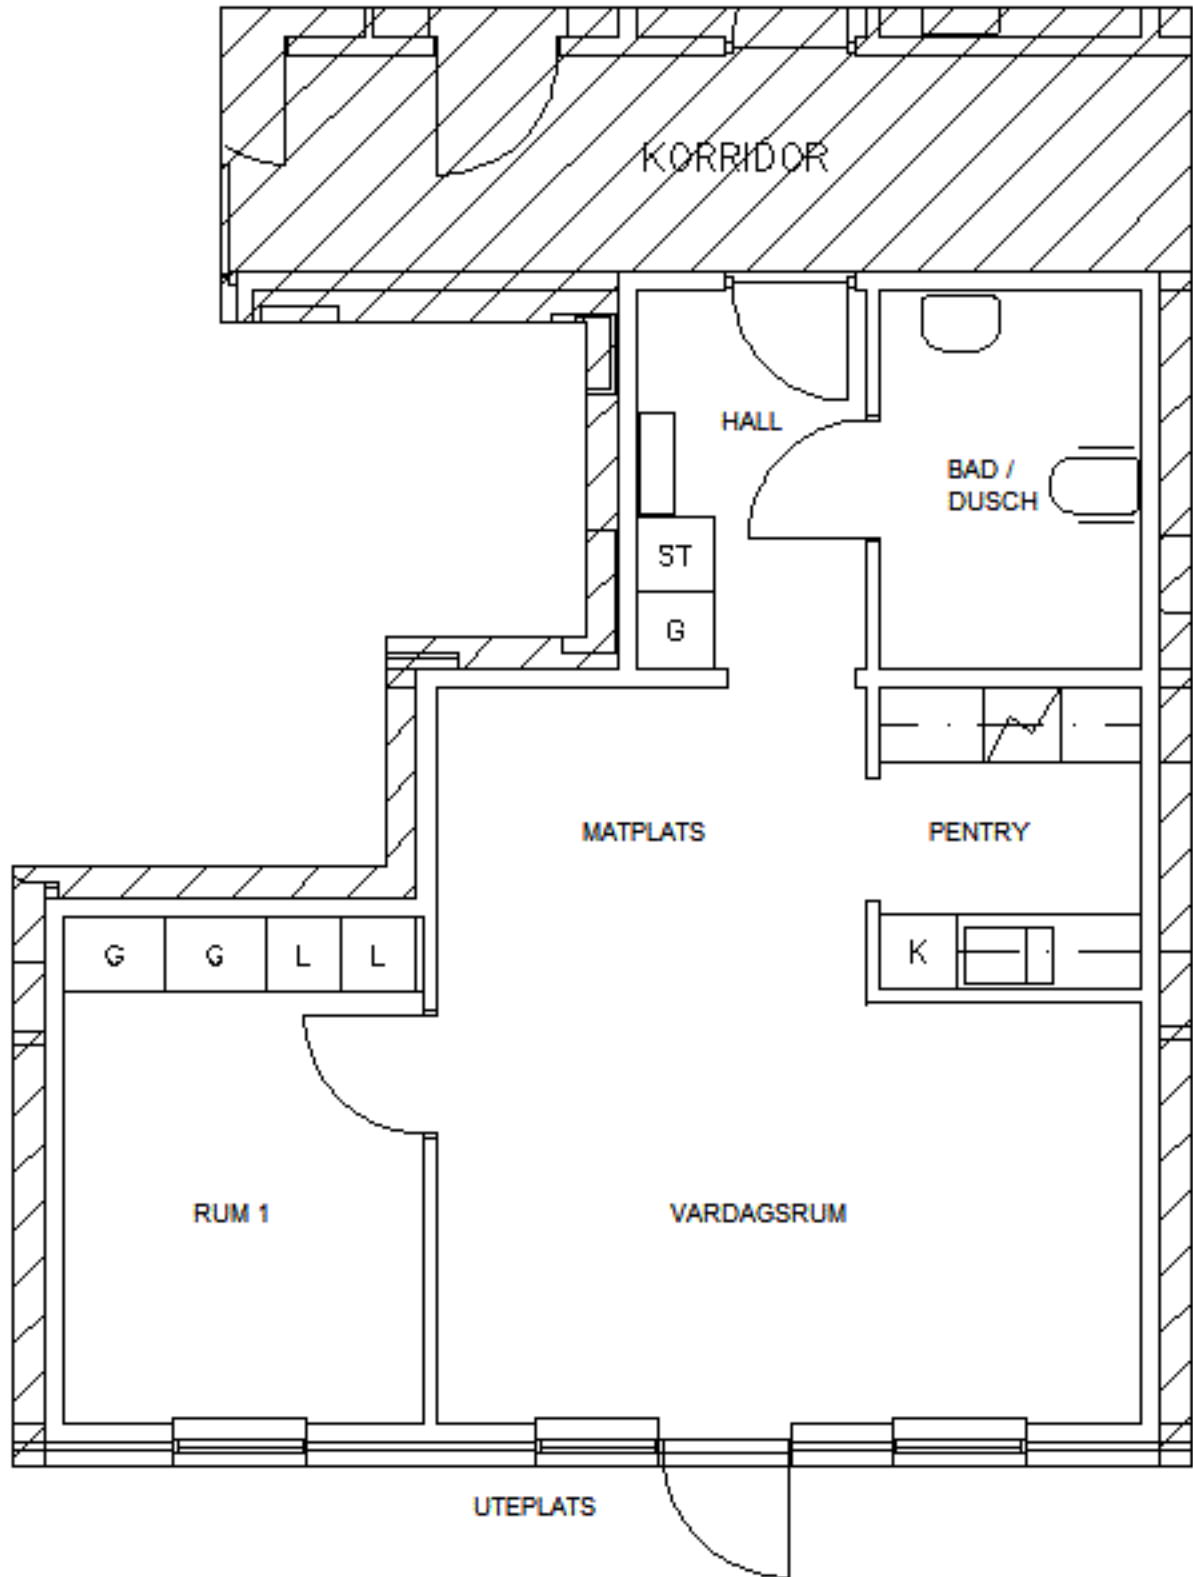 KORRIDOR
HALL
BAD /
DUSCH
ST
G
MATPLATS
PENTRY
G G L L
K
RUM 1
VARDAGSRUM
UTEPLATS